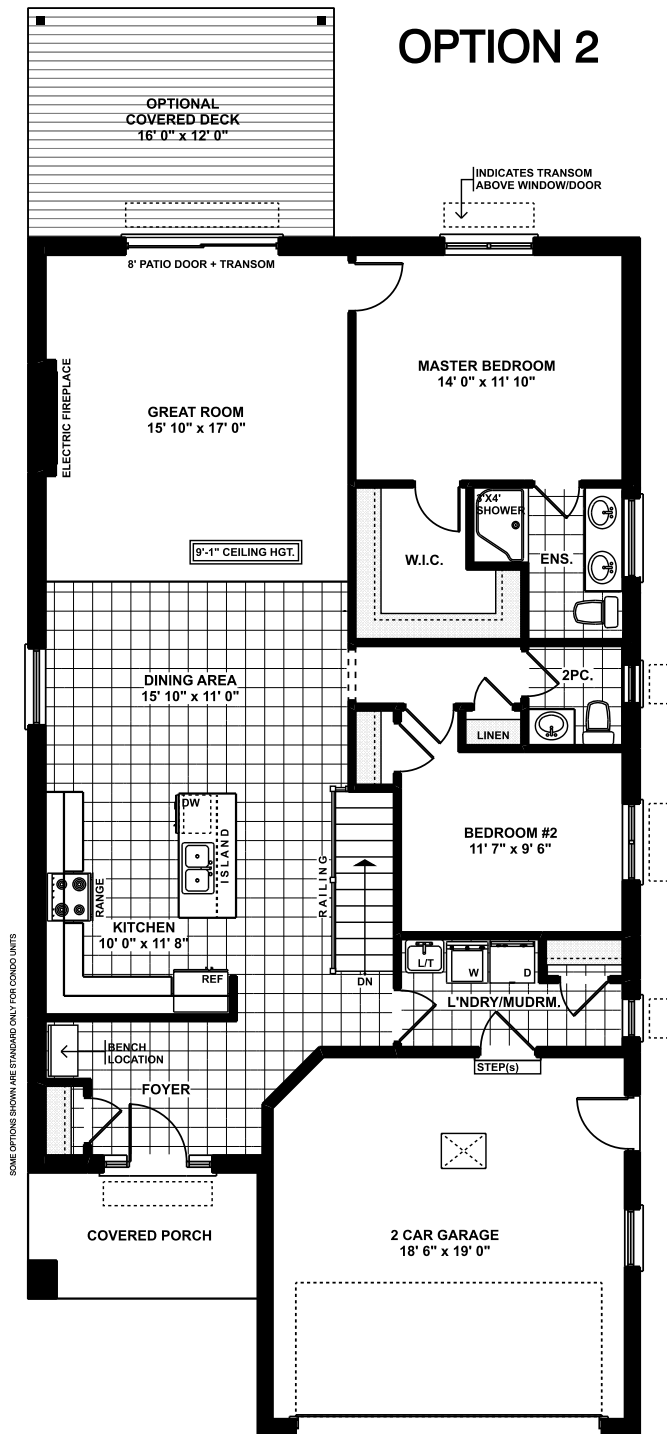 OPTION 2
OPTIONAL
COVERED DECK
16' 0" x 12' 0"
INDICATES TRANSOM
ABOVE WINDOW/DOOR
8' PATIO DOOR + TRANSOM
MASTER BEDROOM
14' 0" x 11' 10"
ELECTRIC FIREPLACE
GREAT ROOM
15' 10" x 17' 0"
3'X4'
SHOWER
9'-1" CEILING HGT.
W.I.C.
ENS.
DINING AREA
15' 10" x 11' 0"
2PC.
LINEN
DW
ISLAND
BEDROOM #2
11' 7" x 9' 6"
RANGE
RAILING
KITCHEN
10' 0" x 11' 8"
REF
DN
L/T
W
D
L'NDRY/MUDRM.
BENCH
LOCATION
STEP(s)
FOYER
SOME OPTIONS SHOWN ARE STANDARD ONLY FOR CONDO UNITS
COVERED PORCH
2 CAR GARAGE
18' 6" x 19' 0"